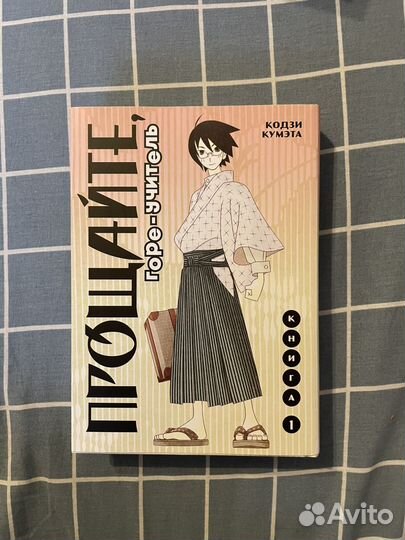 ПРОЩАЙТЕ,
горе-учитель
КОДЗИ
КУМЭТА
КНИГА 1
Avito